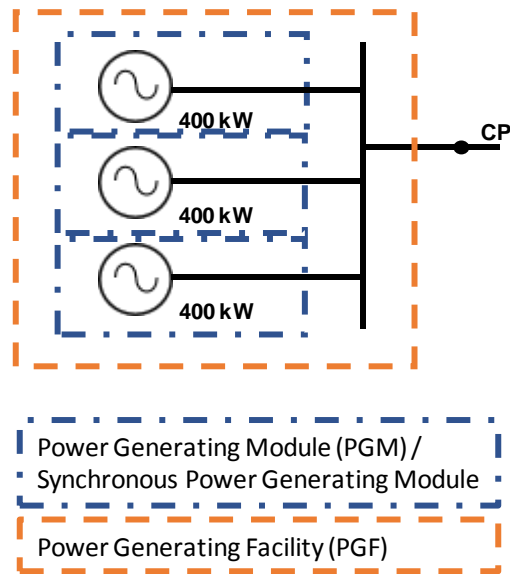 400 kW
CP
400 kW
400 kW
Power Generating Module (PGM) /
Synchronous Power Generating Module
Power Generating Facility (PGF)